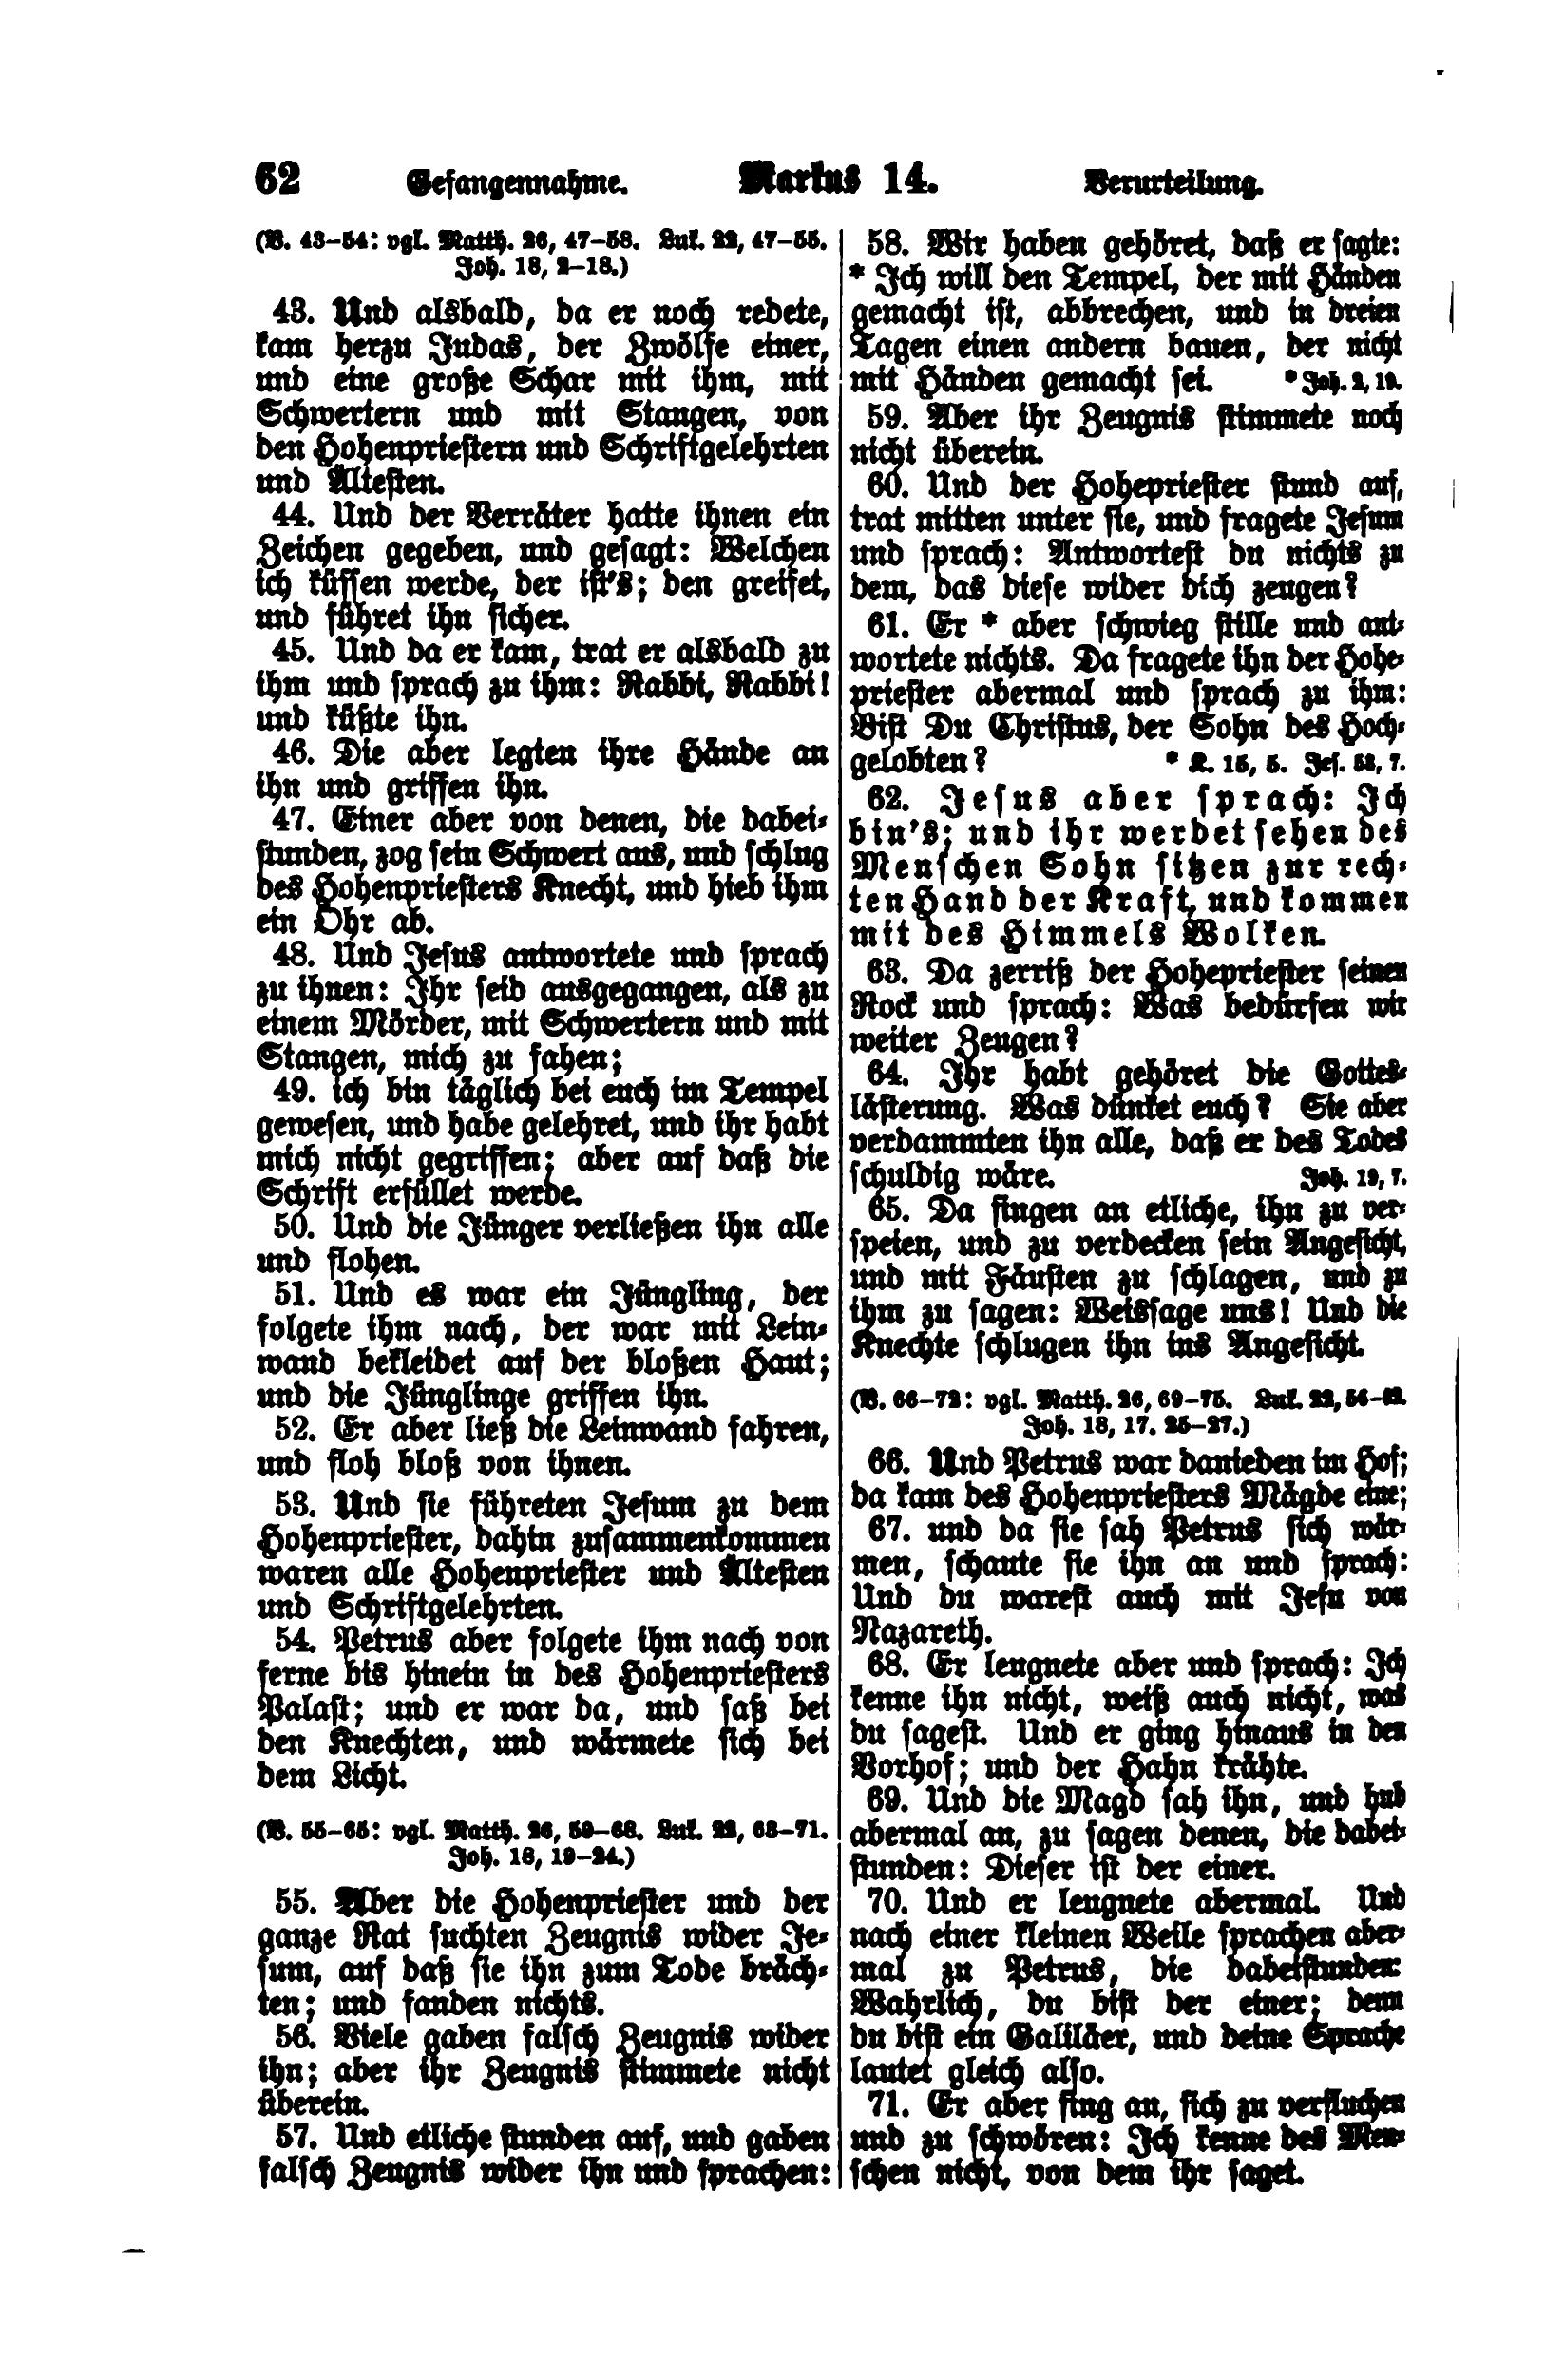 62 Gefangennahme. Markus 14. Verurteilung.
(V. 43–54: vgl. Matth. 26, 47–58. Luk. 22, 47–55.
Joh. 18, 2–18.)
43. Und alsbald, da er noch redete,
kam herzu Judas, der Zwölfe einer,
und eine große Schar mit ihm, mit
Schwertern und mit Stangen, von
den Hohenpriestern und Schriftgelehrten
und Ältesten.
44. Und der Verräter hatte ihnen ein
Zeichen gegeben, und gesagt: Welchen
ich küssen werde, der ist's; den greifet,
und führet ihn sicher.
45. Und da er kam, trat er alsbald zu
ihm und sprach zu ihm: Rabbi, Rabbi!
und küßte ihn.
46. Die aber legten ihre Hände an
ihn und griffen ihn.
47. Einer aber von denen, die dabei-
stunden, zog sein Schwert aus, und schlug
des Hohenpriesters Knecht, und hieb ihm
ein Ohr ab.
48. Und Jesus antwortete und sprach
zu ihnen: Ihr seid ausgegangen, als zu
einem Mörder, mit Schwertern und mit
Stangen, mich zu fahen;
49. ich bin täglich bei euch im Tempel
gewesen, und habe gelehret, und ihr habt
mich nicht gegriffen; aber auf daß die
Schrift erfüllet werde.
50. Und die Jünger verließen ihn alle
und flohen.
51. Und es war ein Jüngling, der
folgete ihm nach, der war mit Lein-
wand bekleidet auf der bloßen Haut;
und die Jünglinge griffen ihn.
52. Er aber ließ die Leinwand fahren,
und floh bloß von ihnen.
53. Und sie führeten Jesum zu dem
Hohenpriester, dahin zusammenkommen
waren alle Hohenpriester und Ältesten
und Schriftgelehrten.
54. Petrus aber folgete ihm nach von
ferne bis hinein in des Hohenpriesters
Palast; und er war da, und saß bei
den Knechten, und wärmete sich bei
dem Licht.
(V. 55–65: vgl. Matth. 26, 59–68. Luk. 22, 63–71.
Joh. 18, 19–24.)
55. Aber die Hohenpriester und der
ganze Rat suchten Zeugnis wider Je-
sum, auf daß sie ihn zum Tode bräch-
ten; und fanden nichts.
56. Viele gaben falsch Zeugnis wider
ihn; aber ihr Zeugnis stimmete nicht
überein.
57. Und etliche stunden auf, und gaben
falsch Zeugnis wider ihn und sprachen:
58. Wir haben gehöret, daß er sagte:
* Ich will den Tempel, der mit Händen
gemacht ist, abbrechen, und in dreien
Tagen einen andern bauen, der nicht
mit Händen gemacht sei. * Joh. 2, 19.
59. Aber ihr Zeugnis stimmete noch
nicht überein.
60. Und der Hohepriester stund auf,
trat mitten unter sie, und fragete Jesum
und sprach: Antwortest du nichts zu
dem, das diese wider dich zeugen?
61. Er * aber schwieg stille und ant-
wortete nichts. Da fragete ihn der Hohe-
priester abermal und sprach zu ihm:
Bist Du Christus, der Sohn des Hoch-
gelobten? * K. 15, 5. Jes. 53, 7.
62. Jesus aber sprach: Ich
bin's; und ihr werdet sehen des
Menschen Sohn sitzen zur rech-
ten Hand der Kraft, und kommen
mit des Himmels Wolken.
63. Da zerriß der Hohepriester seinen
Rock und sprach: Was bedürfen wir
weiter Zeugen?
64. Ihr habt gehöret die Gottes-
lästerung. Was dünket euch? Sie aber
verdammten ihn alle, daß er des Todes
schuldig wäre. Joh. 19, 7.
65. Da fingen an etliche, ihn zu ver-
speien, und zu verdecken sein Angesicht,
und mit Fäusten zu schlagen, und zu
ihm zu sagen: Weissage uns! Und die
Knechte schlugen ihn ins Angesicht.
(V. 66–72: vgl. Matth. 26, 69–75. Luk. 22, 56–62.
Joh. 18, 17. 25–27.)
66. Und Petrus war danieden im Hof;
da kam des Hohenpriesters Mägde eine;
67. und da sie sah Petrus sich wär-
men, schaute sie ihn an und sprach:
Und du warest auch mit Jesu von
Nazareth.
68. Er leugnete aber und sprach: Ich
kenne ihn nicht, weiß auch nicht, was
du sagest. Und er ging hinaus in den
Vorhof; und der Hahn krähte.
69. Und die Magd sah ihn, und hub
abermal an, zu sagen denen, die dabei-
stunden: Dieser ist der einer.
70. Und er leugnete abermal. Und
nach einer kleinen Weile sprachen aber-
mal zu Petrus, die dabeistunden:
Wahrlich, du bist der einer; denn
du bist ein Galiläer, und deine Sprache
lautet gleich also.
71. Er aber fing an, sich zu verfluchen
und zu schwören: Ich kenne des Men-
schen nicht, von dem ihr saget.